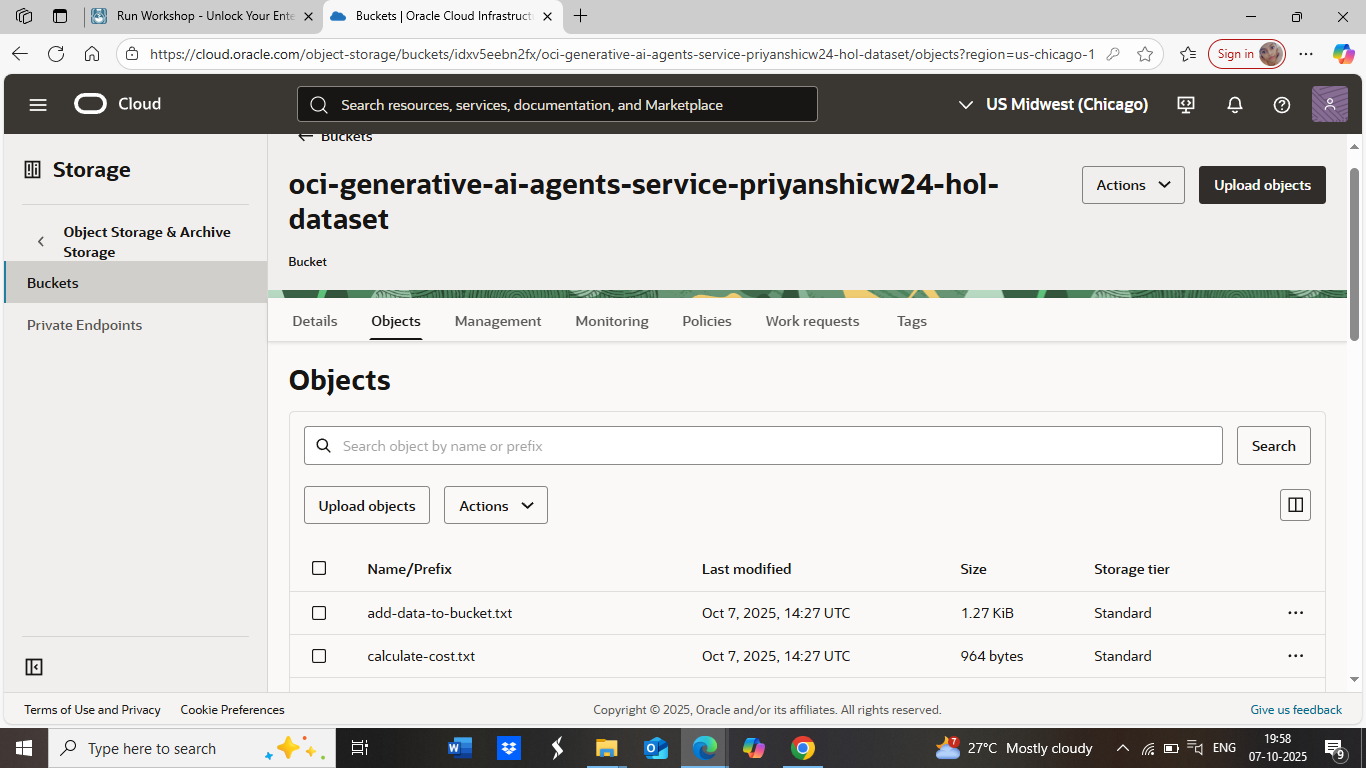 Run Workshop - Unlock Your Ente
Buckets | Oracle Cloud Infrastruct
https://cloud.oracle.com/object-storage/buckets/idxv5eebn2fx/oci-generative-ai-agents-service-priyanshicw24-hol-dataset/objects?region=us-chicago-1
Sign in
Cloud
Search resources, services, documentation, and Marketplace
US Midwest (Chicago)
Storage
Object Storage & Archive
Storage
Buckets
Private Endpoints
Buckets
oci-generative-ai-agents-service-priyanshicw24-hol-
dataset
Actions
Upload objects
Bucket
Details Objects Management Monitoring Policies Work requests Tags
Objects
Search object by name or prefix
Search
Upload objects
Actions
Name/Prefix Last modified Size Storage tier
add-data-to-bucket.txt Oct 7, 2025, 14:27 UTC 1.27 KiB Standard
calculate-cost.txt Oct 7, 2025, 14:27 UTC 964 bytes Standard
Terms of Use and Privacy Cookie Preferences Copyright © 2025, Oracle and/or its affiliates. All rights reserved. Give us feedback
Type here to search
7
27°C Mostly cloudy
ENG
19:58
07-10-2025
9